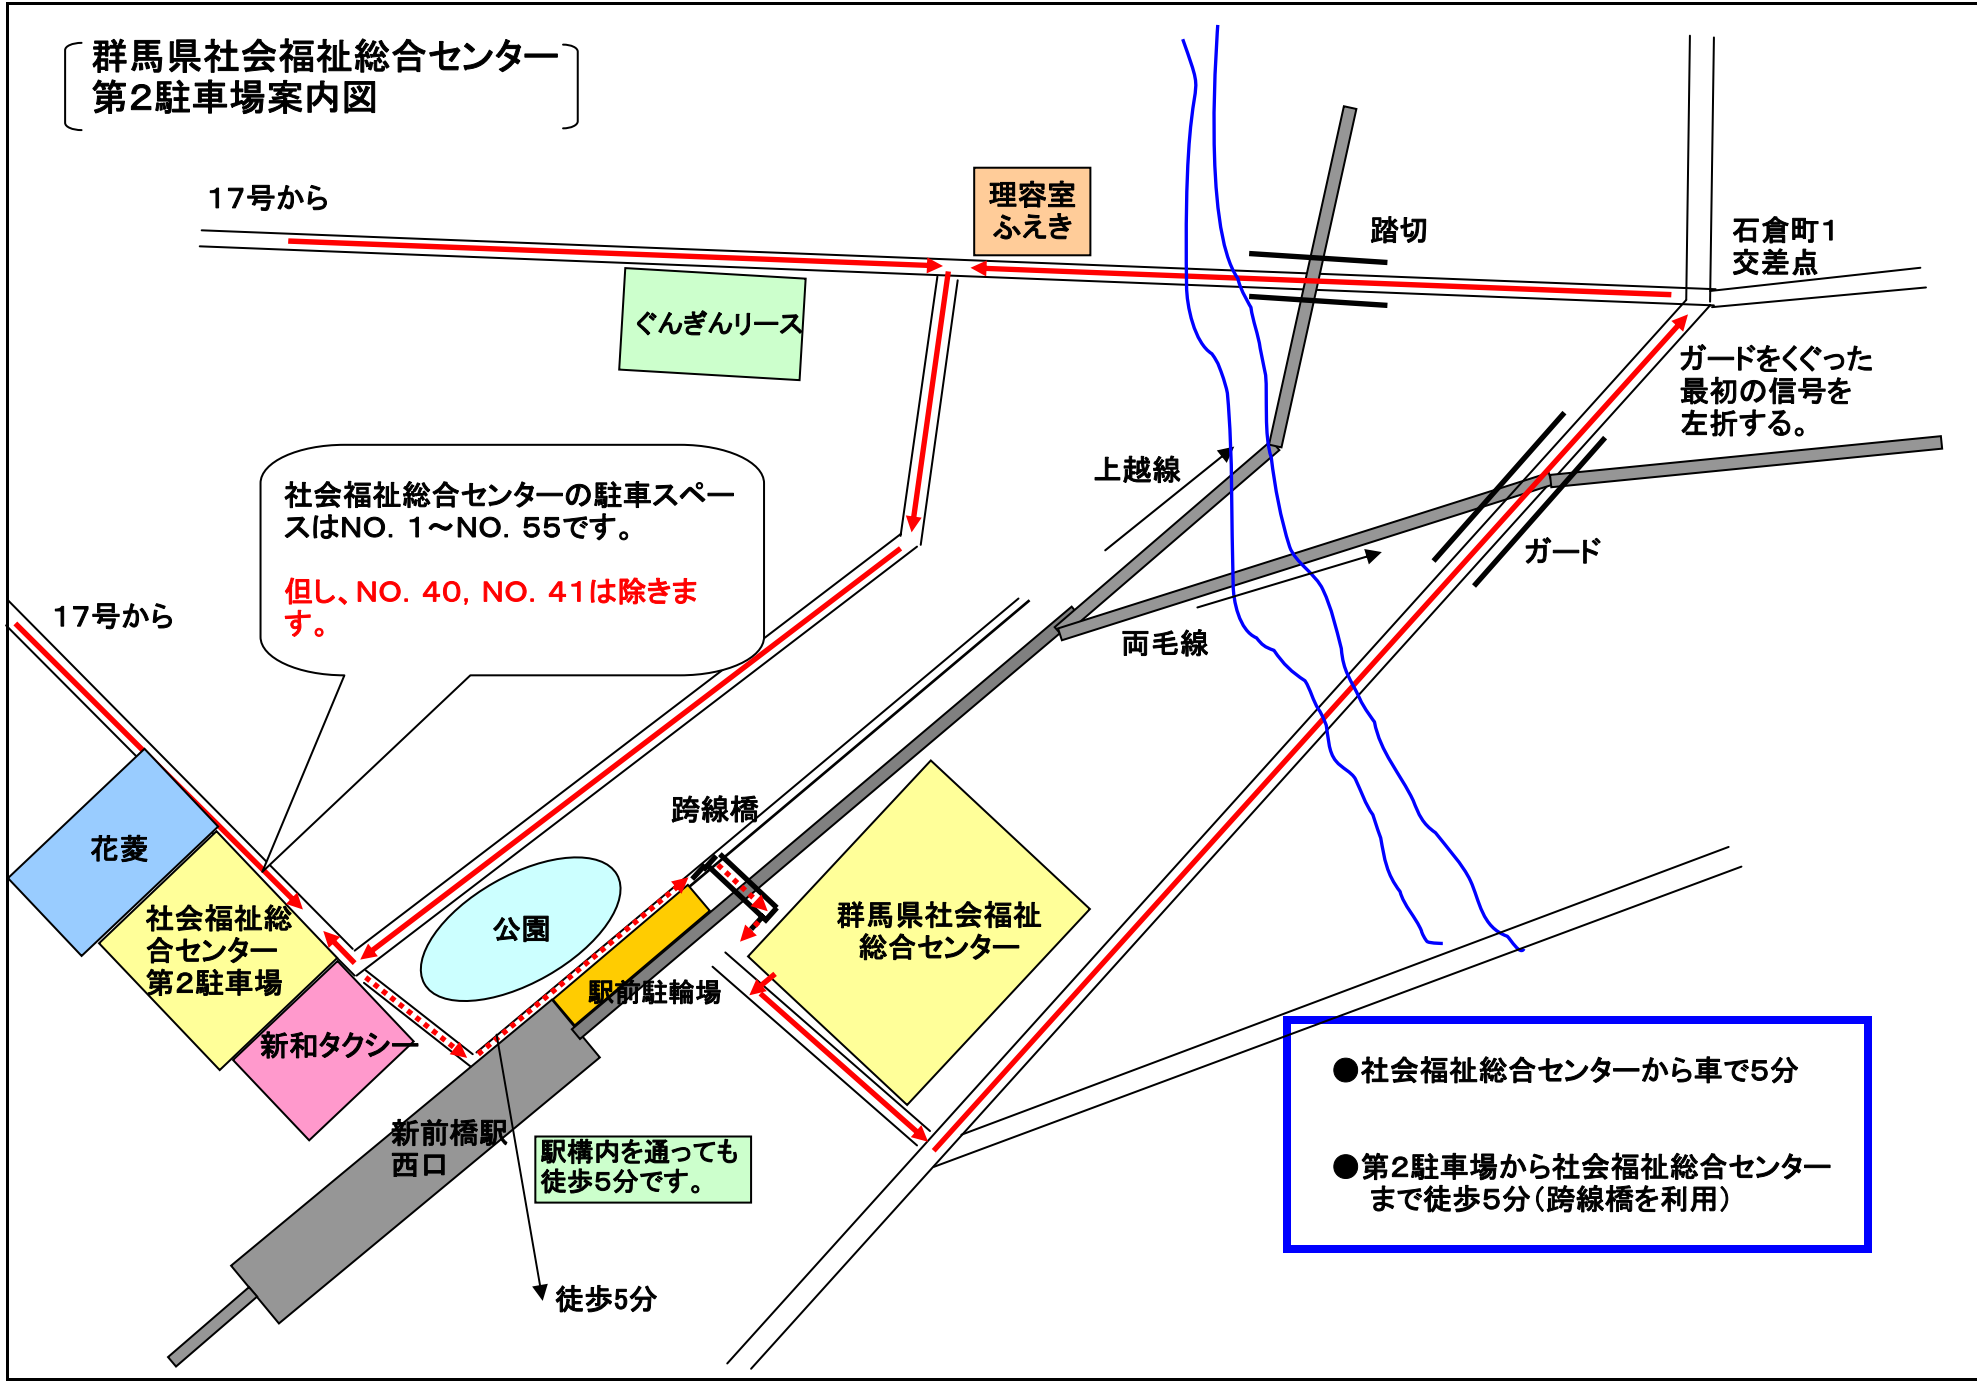 群馬県社会福祉総合センター
第2駐車場案内図
17号から
理容室
ふえき
踏切
石倉町1
交差点
ぐんぎんリース
ガードをくぐった
最初の信号を
左折する。
上越線
社会福祉総合センターの駐車スペー
スはNO.1～NO.55です。
但し、NO.40,NO.41は除きま
す。
ガード
17号から
両毛線
跨線橋
花菱
社会福祉総
合センター
第2駐車場
公園
群馬県社会福祉
総合センター
駅前駐輪場
新和タクシー
新前橋駅
西口
駅構内を通っても
徒歩5分です。
徒歩5分
●社会福祉総合センターから車で5分
●第2駐車場から社会福祉総合センター
まで徒歩5分(跨線橋を利用)